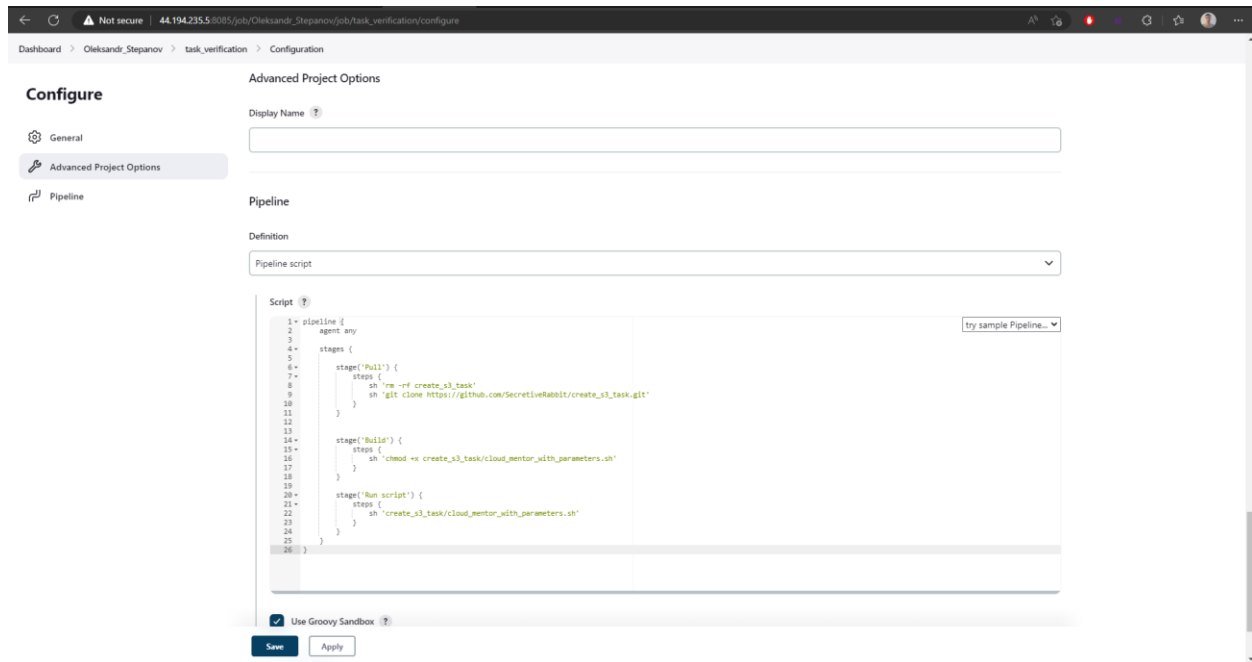 Not secure | 44.194.235.5:8085/job/Oleksandr_Stepanov/job/task_verification/configure
Dashboard > Oleksandr_Stepanov > task_verification > Configuration
Configure
General
Advanced Project Options
Pipeline
Advanced Project Options
Display Name ?
Pipeline
Definition
Pipeline script
Script ?
try sample Pipeline...
1 pipeline {
2 agent any
3
4 stages {
5
6 stage('Pull') {
7 steps {
8 sh 'rm -rf create_s3_task'
9 sh 'git clone https://github.com/SecretiveRabbit/create_s3_task.git'
10 }
11 }
12
13
14 stage('Build') {
15 steps {
16 sh 'chmod +x create_s3_task/cloud_mentor_with_parameters.sh'
17 }
18 }
19
20 stage('Run script') {
21 steps {
22 sh 'create_s3_task/cloud_mentor_with_parameters.sh'
23 }
24 }
25 }
26 }
Use Groovy Sandbox ?
Save Apply